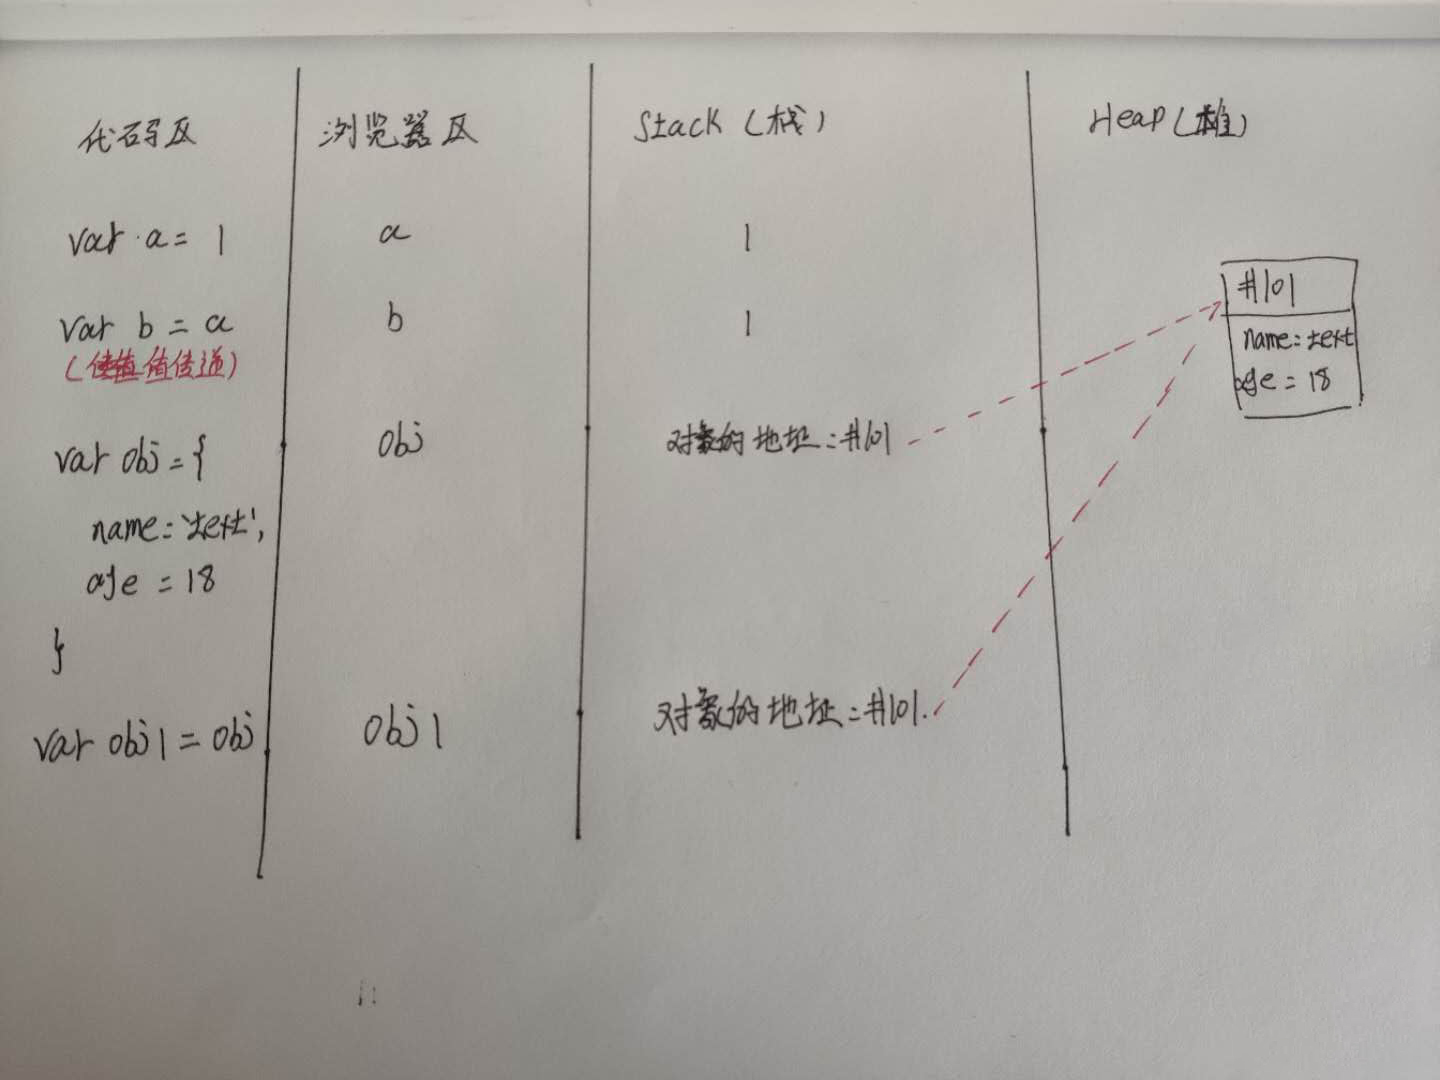 代码区 浏览器区 Stack (栈) Heap (堆)
var a = 1 a 1
var b = a b 1
(值传递)
var obj = { obj 对象的地址:#101
name = 'text',
age = 18
}
var obj1 = obj obj1 对象的地址:#101.
#101
name = text
age = 18